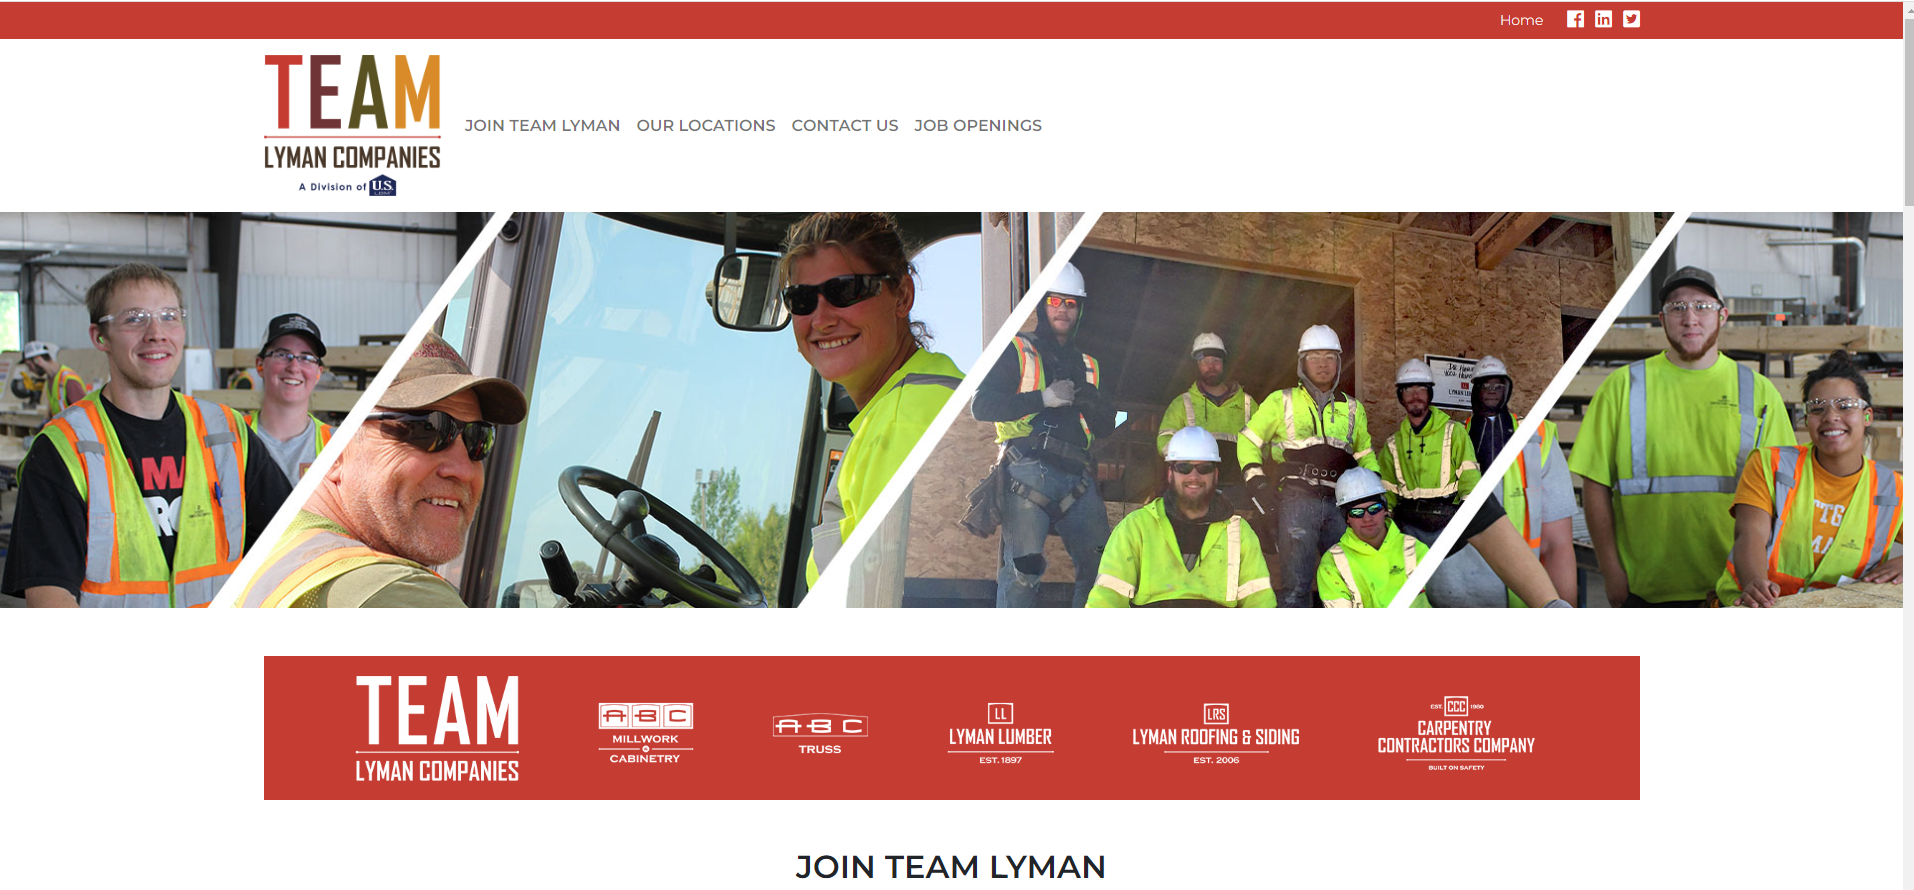 Home
TEAM
LYMAN COMPANIES
A Division of U.S.
LBM
JOIN TEAM LYMAN
OUR LOCATIONS
CONTACT US
JOB OPENINGS
TEAM
LYMAN COMPANIES
ABC
MILLWORK
CABINETRY
ABC
TRUSS
LL
LYMAN LUMBER
EST. 1897
LRS
LYMAN ROOFING & SIDING
EST. 2006
EST. CCC 1980
CARPENTRY
CONTRACTORS COMPANY
BUILT ON SAFETY
JOIN TEAM LYMAN